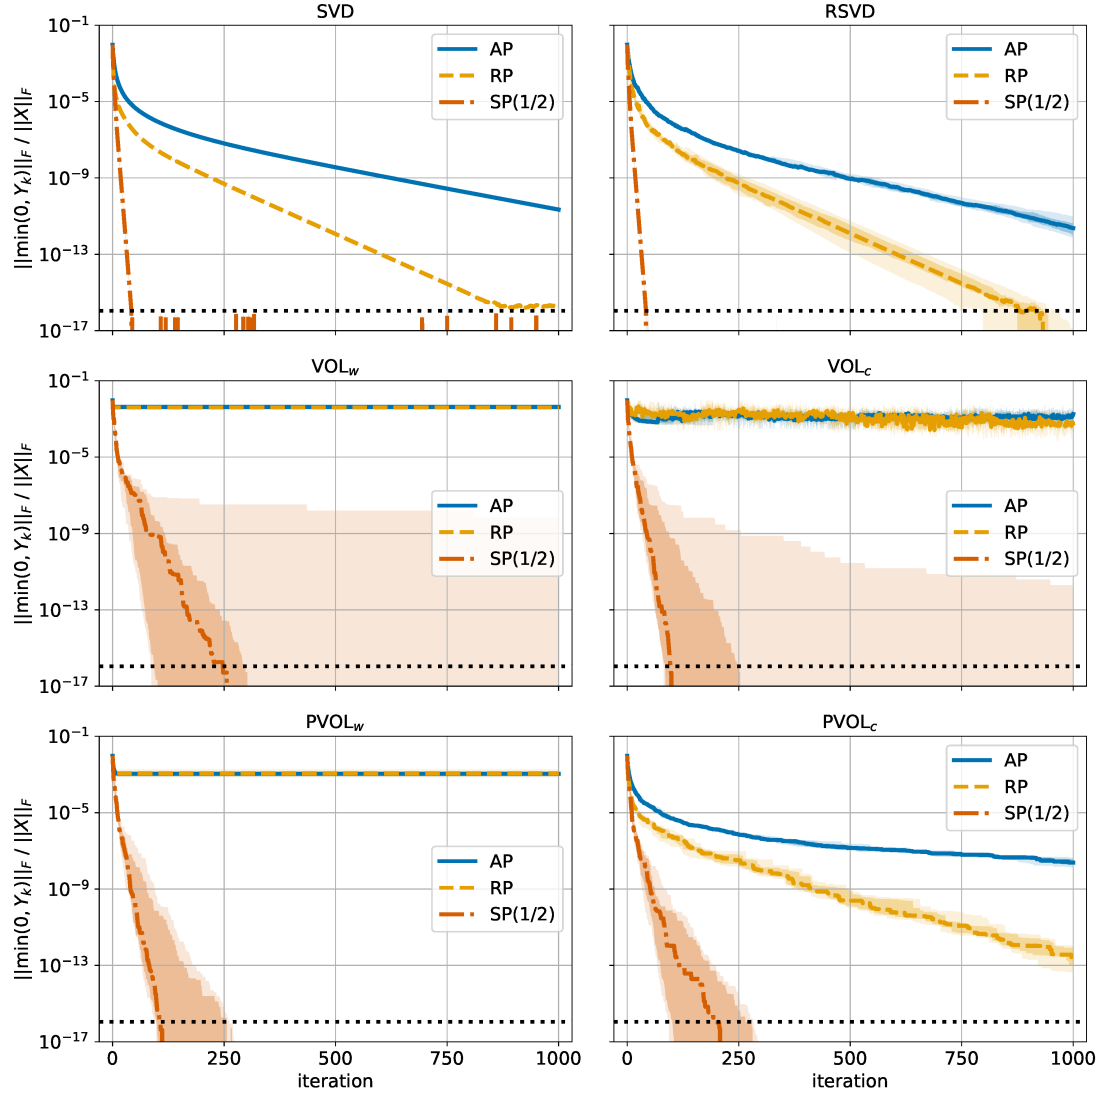 SVD
10⁻¹
10⁻⁵
10⁻⁹
10⁻¹³
10⁻¹⁷
||min(0, Yₖ)||_F / ||X||_F
AP
RP
SP(1/2)
RSVD
AP
RP
SP(1/2)
VOL_w
10⁻¹
10⁻⁵
10⁻⁹
10⁻¹³
10⁻¹⁷
||min(0, Yₖ)||_F / ||X||_F
AP
RP
SP(1/2)
VOL_c
AP
RP
SP(1/2)
PVOL_w
10⁻¹
10⁻⁵
10⁻⁹
10⁻¹³
10⁻¹⁷
||min(0, Yₖ)||_F / ||X||_F
AP
RP
SP(1/2)
0 250 500 750 1000
iteration
PVOL_c
AP
RP
SP(1/2)
0 250 500 750 1000
iteration